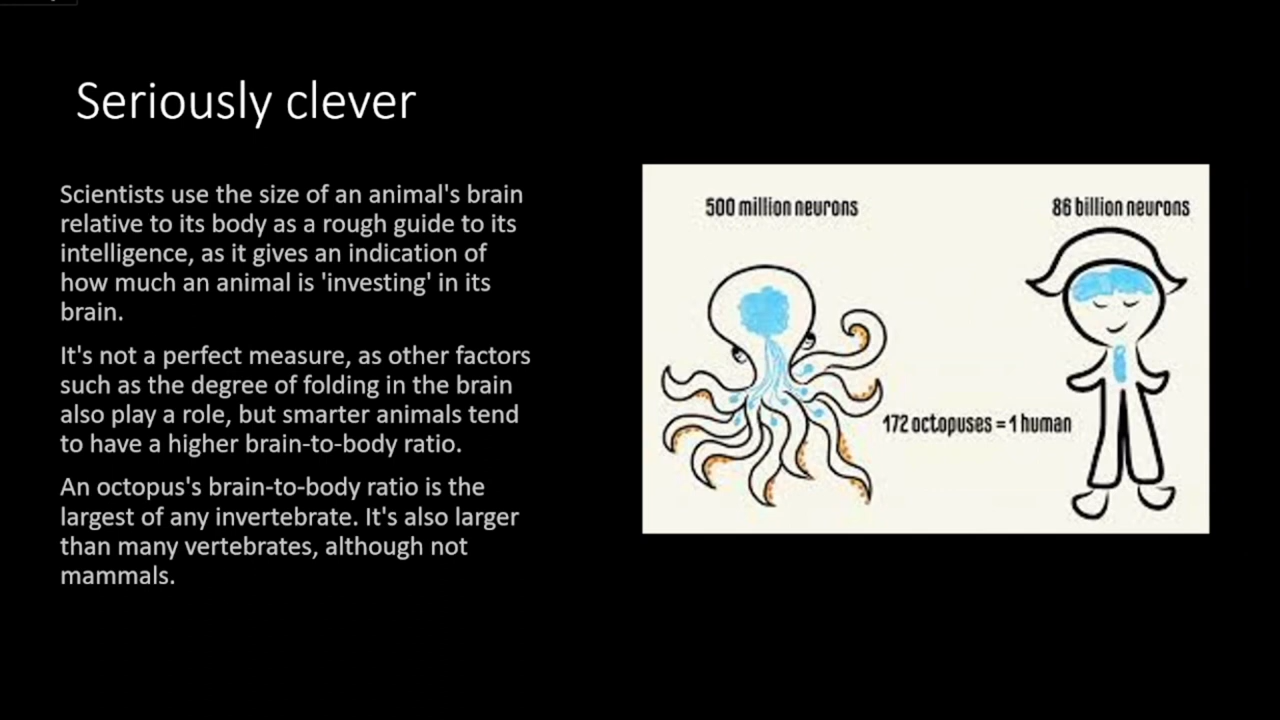 Seriously clever
Scientists use the size of an animal's brain
relative to its body as a rough guide to its
intelligence, as it gives an indication of
how much an animal is 'investing' in its
brain.
It's not a perfect measure, as other factors
such as the degree of folding in the brain
also play a role, but smarter animals tend
to have a higher brain-to-body ratio.
An octopus's brain-to-body ratio is the
largest of any invertebrate. It's also larger
than many vertebrates, although not
mammals.
500 million neurons
86 billion neurons
172 octopuses = 1 human